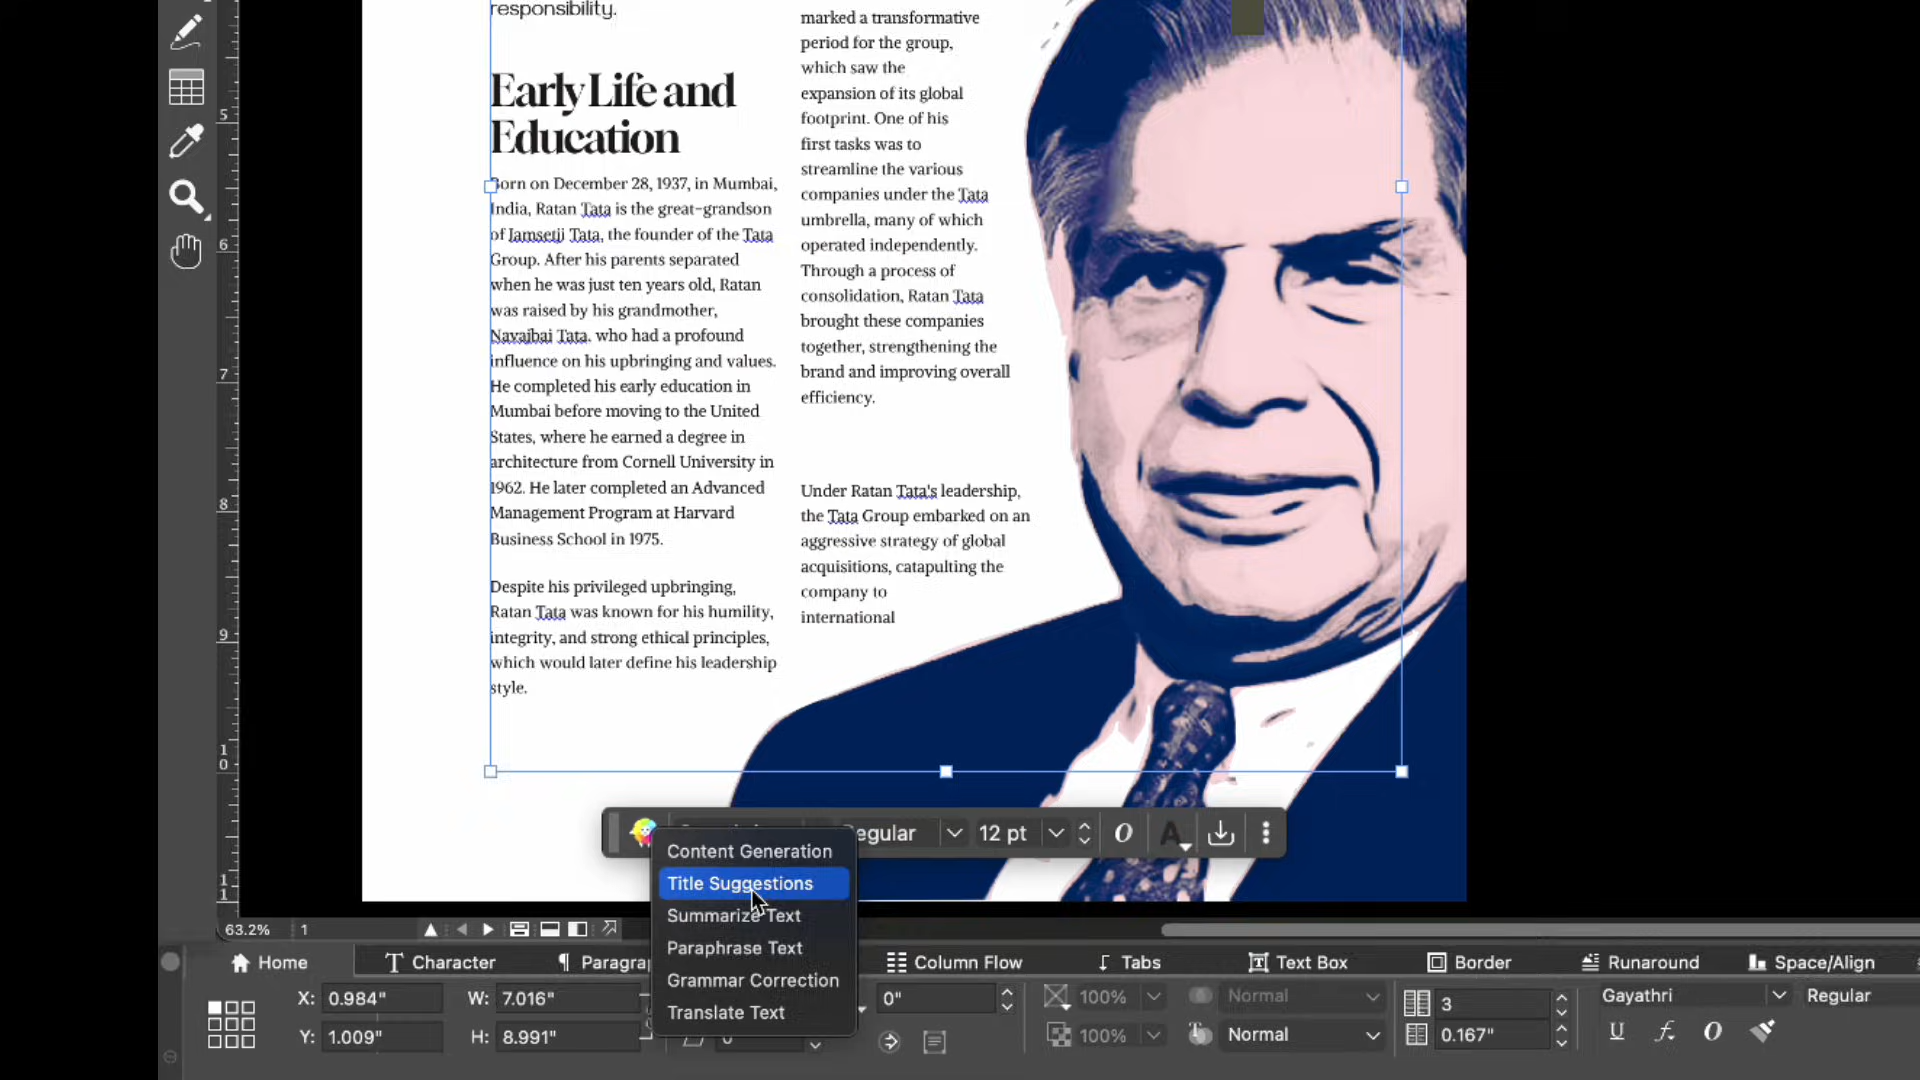 responsibility.
Early Life and
Education
Born on December 28, 1937, in Mumbai,
India, Ratan Tata is the great-grandson
of Jamsetji Tata, the founder of the Tata
Group. After his parents separated
when he was just ten years old, Ratan
was raised by his grandmother,
Navajbai Tata, who had a profound
influence on his upbringing and values.
He completed his early education in
Mumbai before moving to the United
States, where he earned a degree in
architecture from Cornell University in
1962. He later completed an Advanced
Management Program at Harvard
Business School in 1975.
Despite his privileged upbringing,
Ratan Tata was known for his humility,
integrity, and strong ethical principles,
which would later define his leadership
style.
marked a transformative
period for the group,
which saw the
expansion of its global
footprint. One of his
first tasks was to
streamline the various
companies under the Tata
umbrella, many of which
operated independently.
Through a process of
consolidation, Ratan Tata
brought these companies
together, strengthening the
brand and improving overall
efficiency.
Under Ratan Tata's leadership,
the Tata Group embarked on an
aggressive strategy of global
acquisitions, catapulting the
company to
international
5
6
7
8
9
10
11
egular 12 pt O A
Content Generation
Title Suggestions
Summarize Text
Paraphrase Text
Grammar Correction
Translate Text
63.2% 1
Home Character Paragrap Column Flow Tabs Text Box Border Runaround Space/Align
X: 0.984" W: 7.016" 0" 100% Normal 3 Gayathri Regular
Y: 1.009" H: 8.991" 100% Normal 0.167" U O